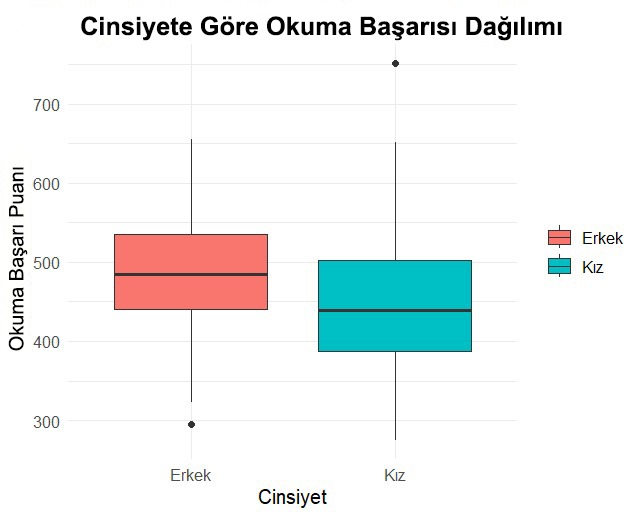 Cinsiyete Göre Okuma Başarısı Dağılımı
Okuma Başarı Puanı
700
600
500
400
300
Erkek
Kız
Cinsiyet
Erkek
Kız